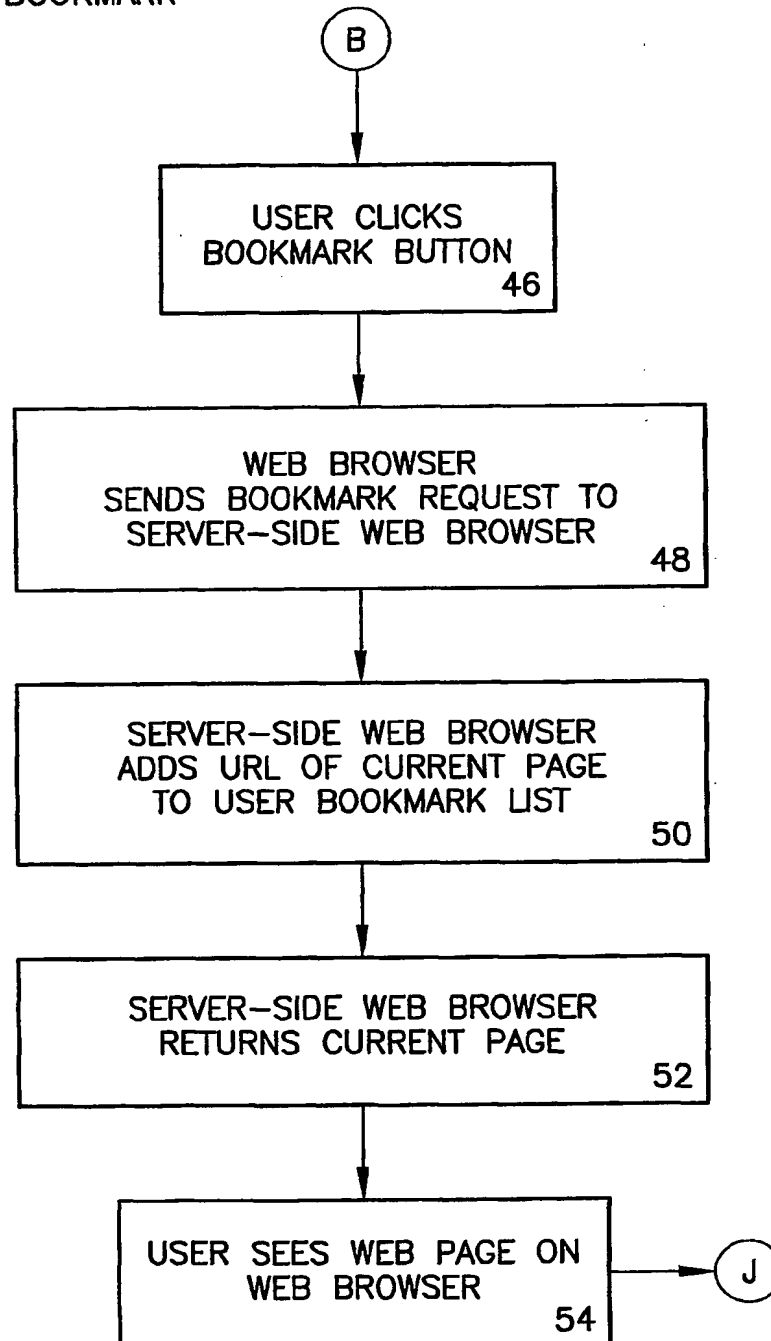 BOOKMARK
B
USER CLICKS
BOOKMARK BUTTON
46
WEB BROWSER
SENDS BOOKMARK REQUEST TO
SERVER-SIDE WEB BROWSER
48
SERVER-SIDE WEB BROWSER
ADDS URL OF CURRENT PAGE
TO USER BOOKMARK LIST
50
SERVER-SIDE WEB BROWSER
RETURNS CURRENT PAGE
52
USER SEES WEB PAGE ON
WEB BROWSER
54
J